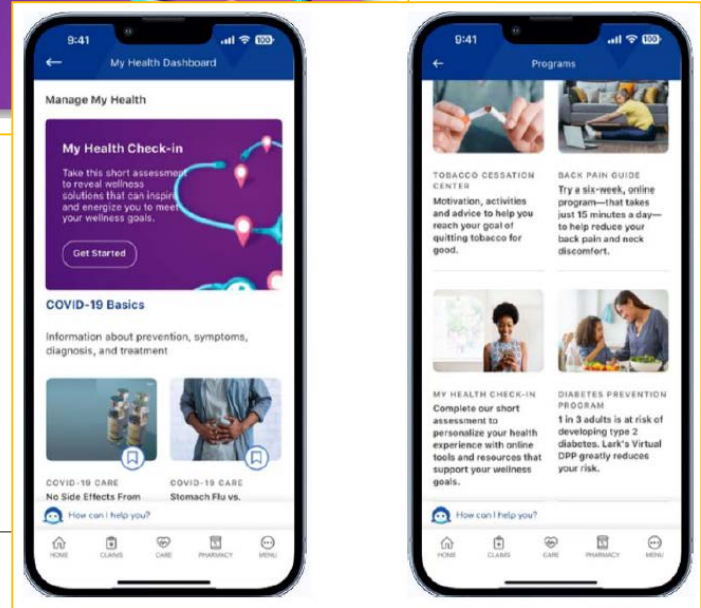 9:41
100
My Health Dashboard
Manage My Health
My Health Check-in
Take this short assessment
to reveal wellness
solutions that can inspire
and energize you to meet
your wellness goals.
Get Started
COVID-19 Basics
Information about prevention, symptoms,
diagnosis, and treatment
COVID-19 CARE
No Side Effects From
COVID-19 CARE
Stomach Flu vs.
How can I help you?
HOME
CLAIMS
CARE
PHARMACY
MENU
9:41
100
Programs
TOBACCO CESSATION
CENTER
Motivation, activities
and advice to help you
reach your goal of
quitting tobacco for
good.
BACK PAIN GUIDE
Try a six-week, online
program—that takes
just 15 minutes a day—
to help reduce your
back pain and neck
discomfort.
MY HEALTH CHECK-IN
Complete our short
assessment to
personalize your health
experience with online
tools and resources that
support your wellness
goals.
DIABETES PREVENTION
PROGRAM
1 in 3 adults is at risk of
developing type 2
diabetes. Lark's Virtual
DPP greatly reduces
your risk.
How can I help you?
HOME
CLAIMS
CARE
PHARMACY
MENU